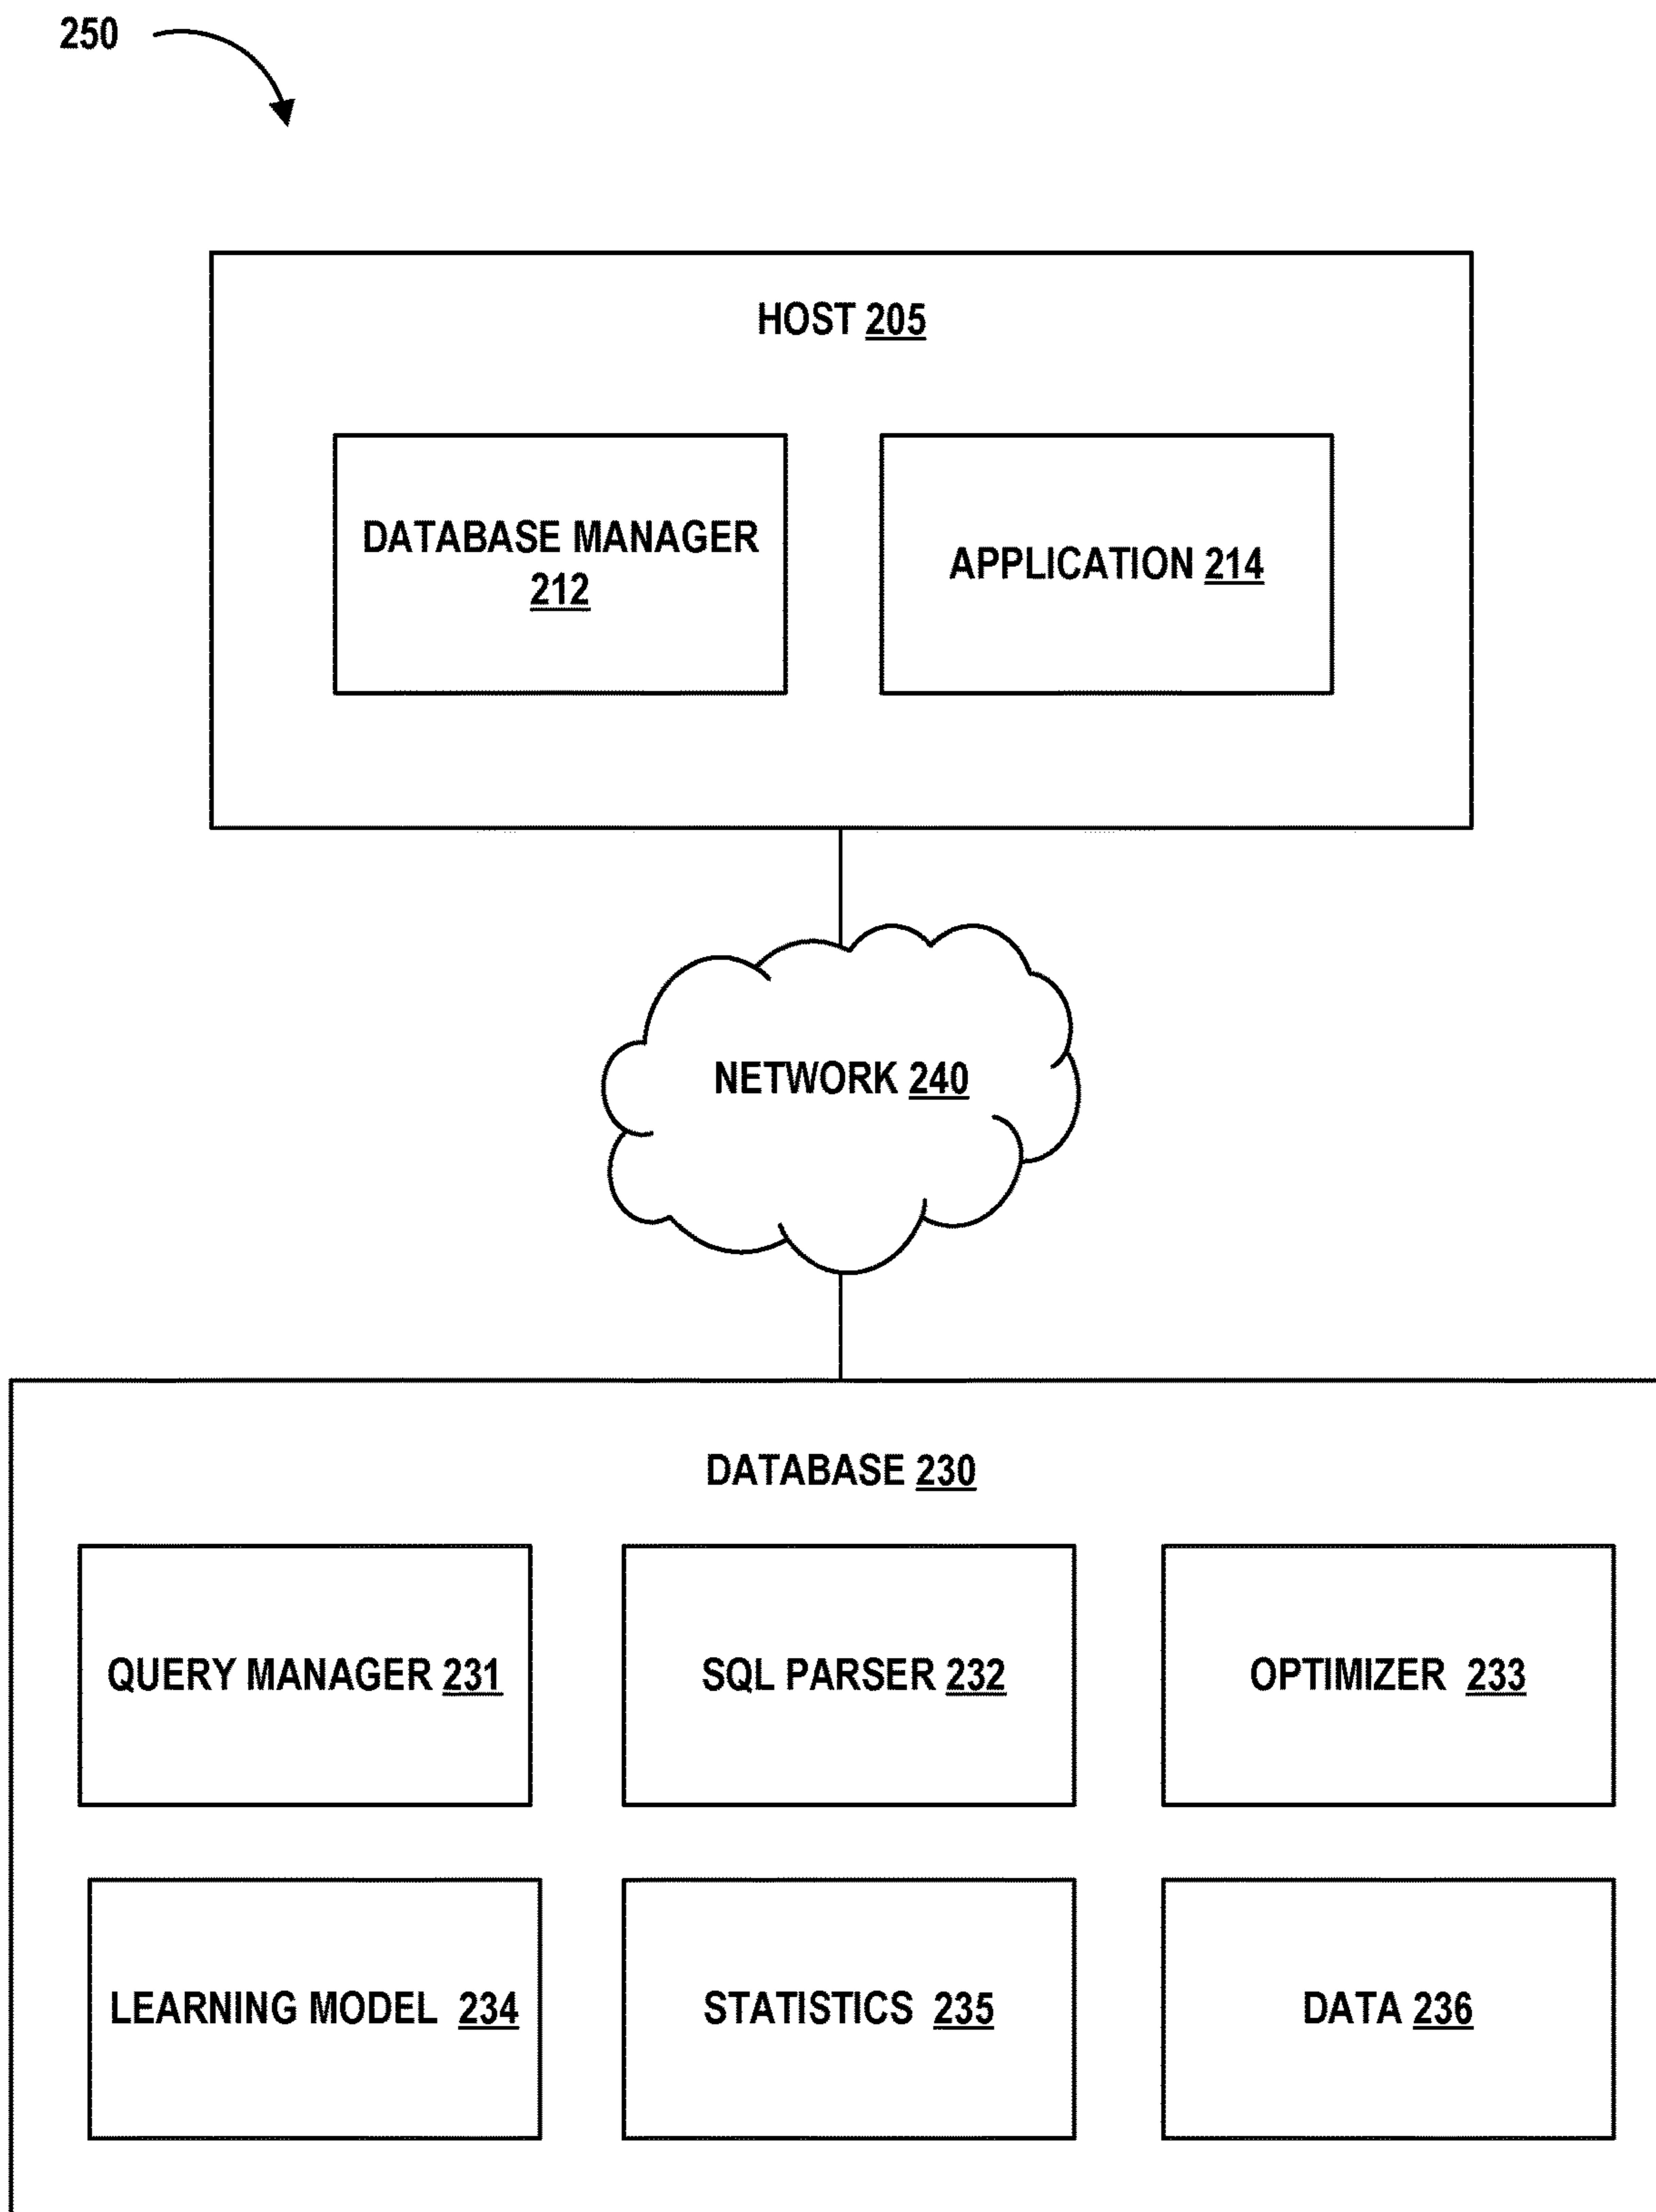 250
HOST 205
DATABASE MANAGER
212
APPLICATION 214
NETWORK 240
DATABASE 230
QUERY MANAGER 231
SQL PARSER 232
OPTIMIZER 233
LEARNING MODEL 234
STATISTICS 235
DATA 236